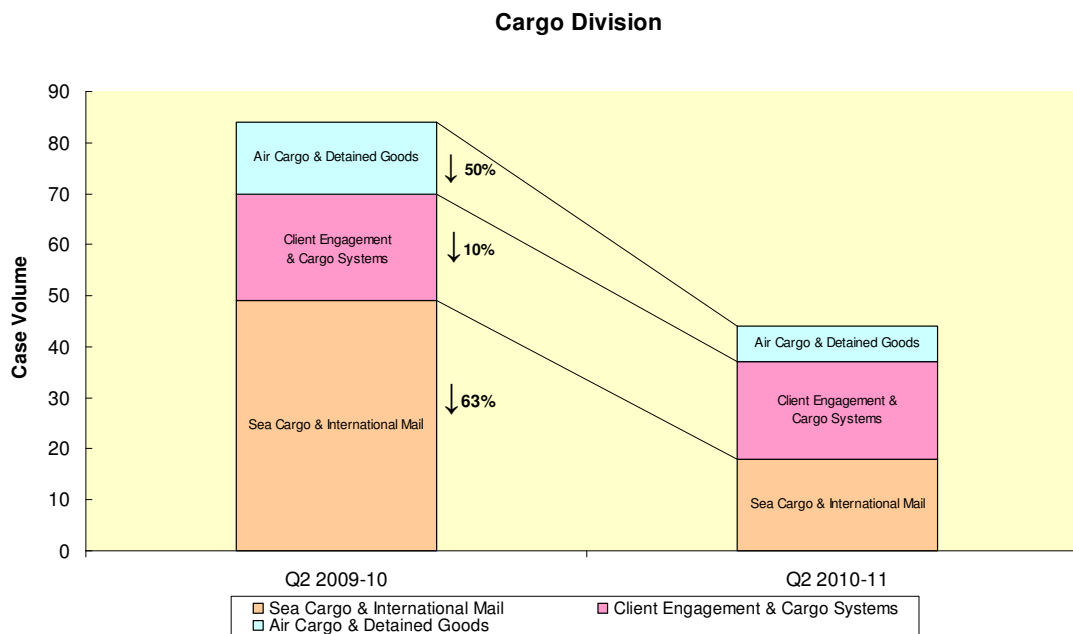 Cargo Division
Case Volume
90
80
70
60
50
40
30
20
10
0
Air Cargo & Detained Goods
50%
Client Engagement
& Cargo Systems
10%
Sea Cargo & International Mail
63%
Air Cargo & Detained Goods
Client Engagement &
Cargo Systems
Sea Cargo & International Mail
Q2 2009-10
Q2 2010-11
Sea Cargo & International Mail
Client Engagement & Cargo Systems
Air Cargo & Detained Goods